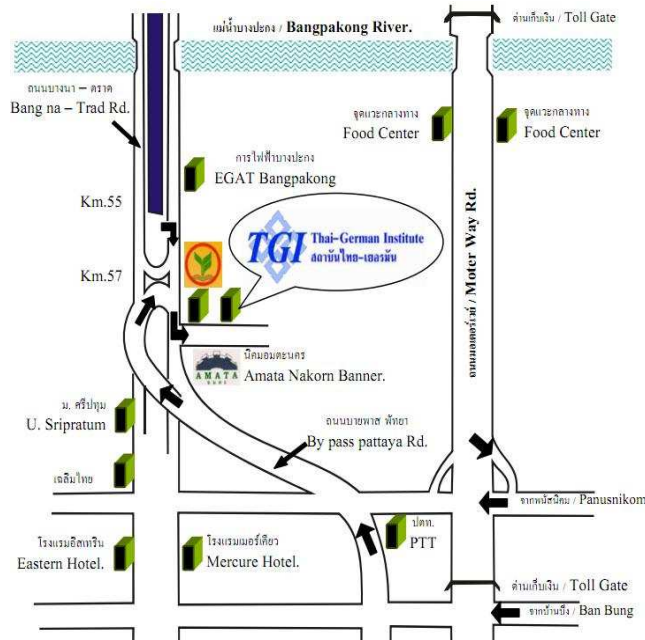 แม่น้ำบางปะกง / Bangpakong River.
ด่านเก็บเงิน / Toll Gate
ถนนบางนา – ตราด
Bang na – Trad Rd.
จุดแวะกลางทาง
Food Center
จุดแวะกลางทาง
Food Center
การไฟฟ้าบางปะกง
EGAT Bangpakong
Km.55
TGI Thai-German Institute
สถาบันไทย-เยอรมัน
Km.57
ถนนมอเตอร์เวย์ / Moter Way Rd.
นิคมอมตะนคร
Amata Nakorn Banner.
AMATA
ม. ศรีปทุม
U. Sripratum
ถนนบายพาส พัทยา
By pass pattaya Rd.
เฉลิมไทย
จากพนัสนิคม / Panusnikom
โรงแรมอีสเทริน
Eastern Hotel.
โรงแรมเมอร์เคียว
Mercure Hotel.
ปตท.
PTT
ด่านเก็บเงิน / Toll Gate
จากบ้านบึง / Ban Bung